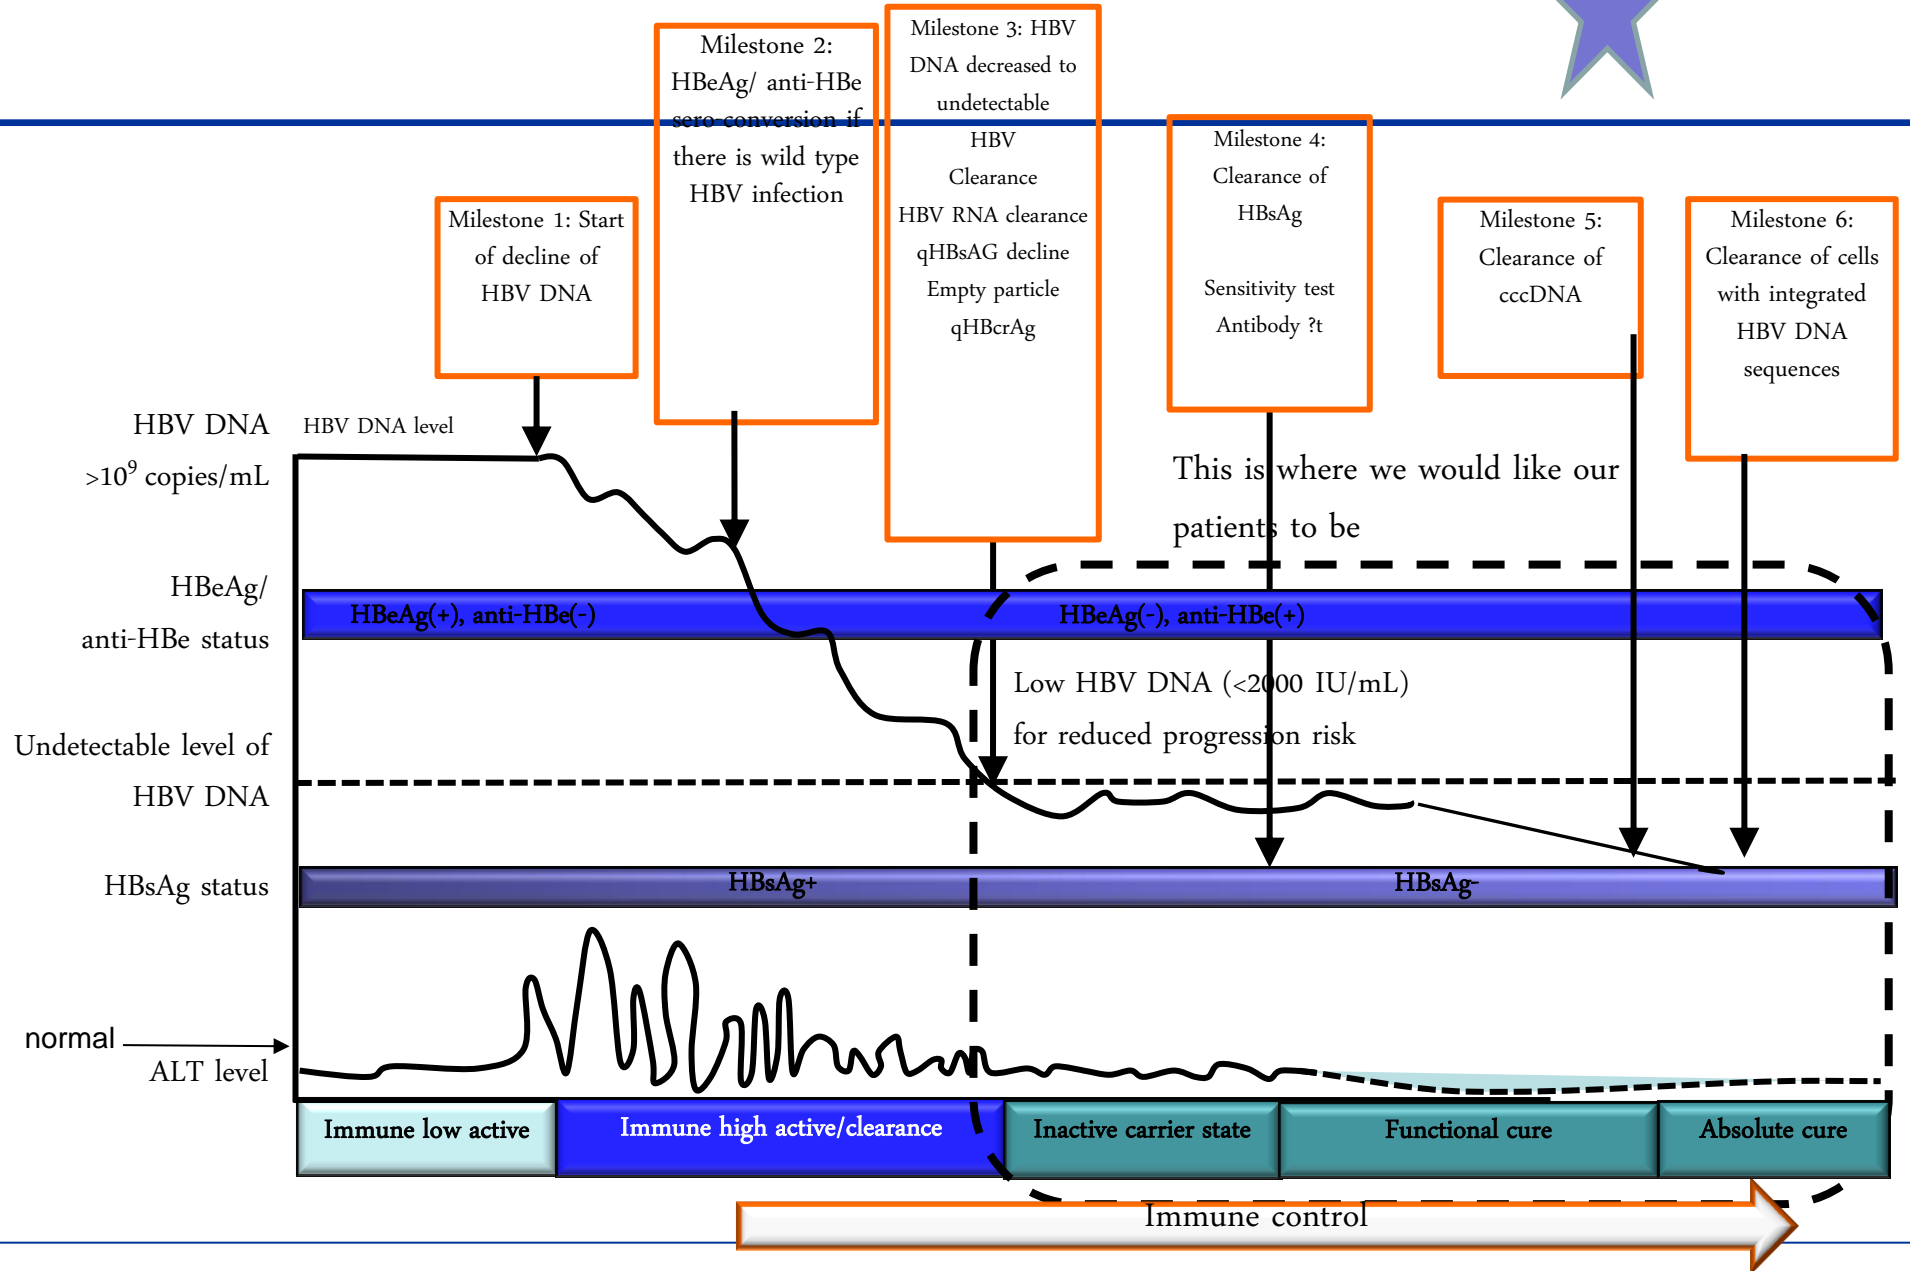 Milestone 1: Start
of decline of
HBV DNA
Milestone 2:
HBeAg/ anti-HBe
sero-conversion if
there is wild type
HBV infection
Milestone 3: HBV
DNA decreased to
undetectable
HBV
Clearance
HBV RNA clearance
qHBsAG decline
Empty particle
qHBcrAg
Milestone 4:
Clearance of
HBsAg
Sensitivity test
Antibody ?t
Milestone 5:
Clearance of
cccDNA
Milestone 6:
Clearance of cells
with integrated
HBV DNA
sequences
HBV DNA
>10⁹ copies/mL
HBV DNA level
This is where we would like our
patients to be
HBeAg/
anti-HBe status
HBeAg(+), anti-HBe(-)
HBeAg(-), anti-HBe(+)
Low HBV DNA (<2000 IU/mL)
for reduced progression risk
Undetectable level of
HBV DNA
HBsAg status
HBsAg+
HBsAg-
normal
ALT level
Immune low active
Immune high active/clearance
Inactive carrier state
Functional cure
Absolute cure
Immune control